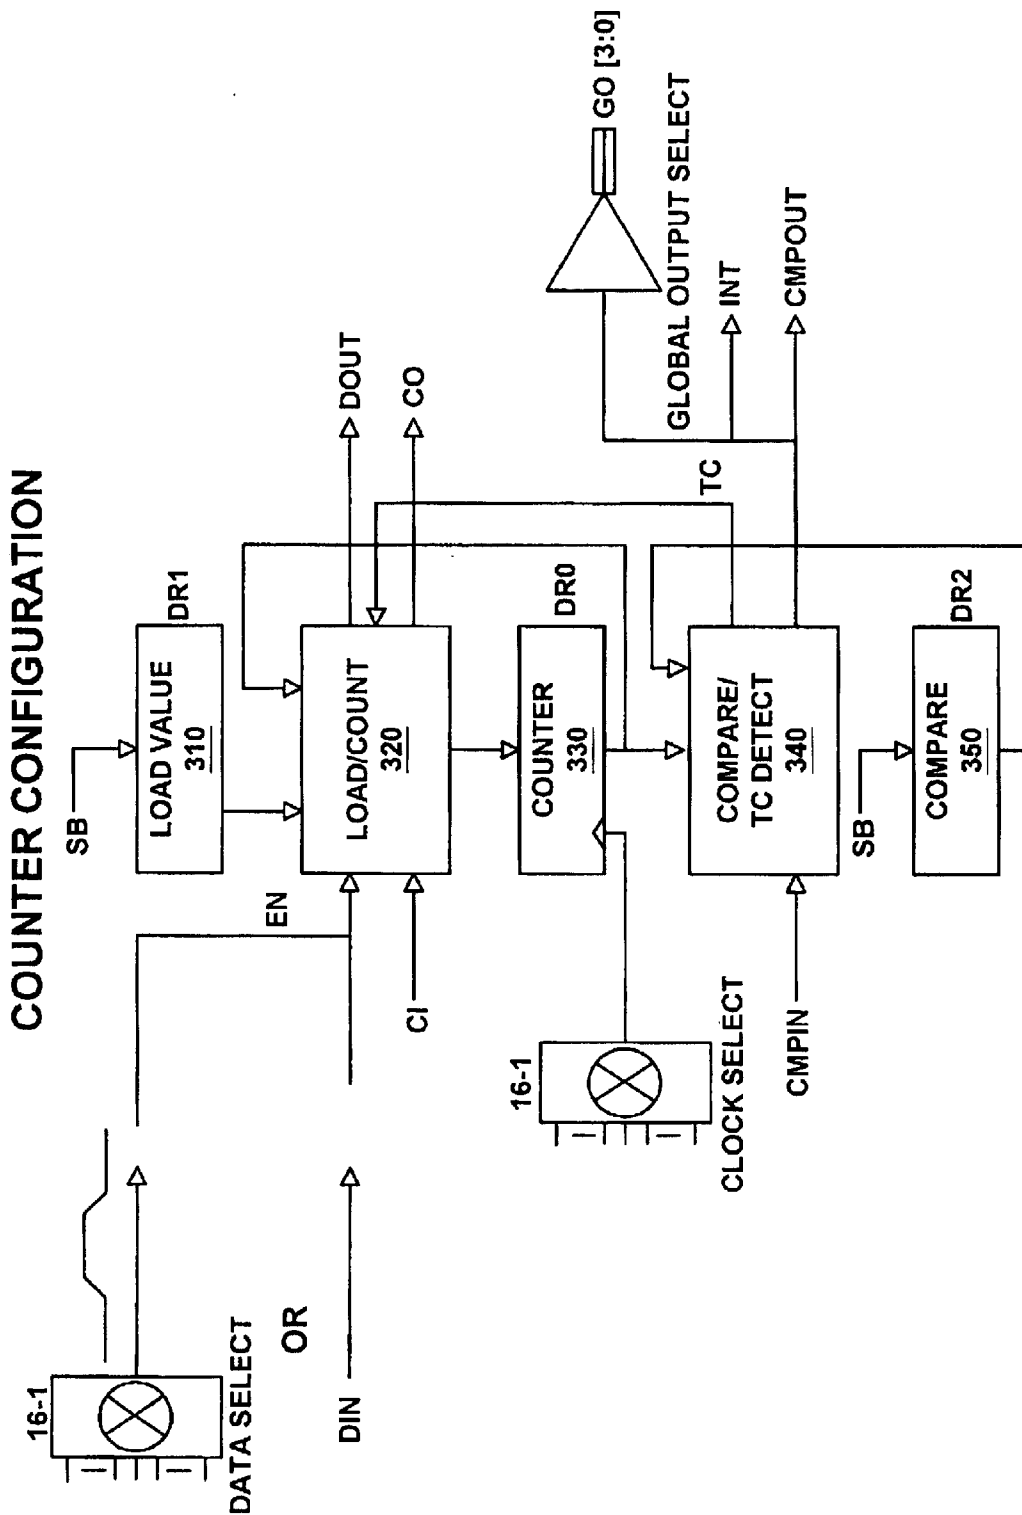 COUNTER CONFIGURATION
SB
LOAD VALUE
310
DR1
16-1
DATA SELECT
OR
DIN
EN
CI
LOAD/COUNT
320
DOUT
CO
16-1
CLOCK SELECT
COUNTER
330
DR0
TC
GO [3:0]
GLOBAL OUTPUT SELECT
INT
CMPOUT
CMPIN
COMPARE/
TC DETECT
340
SB
COMPARE
350
DR2